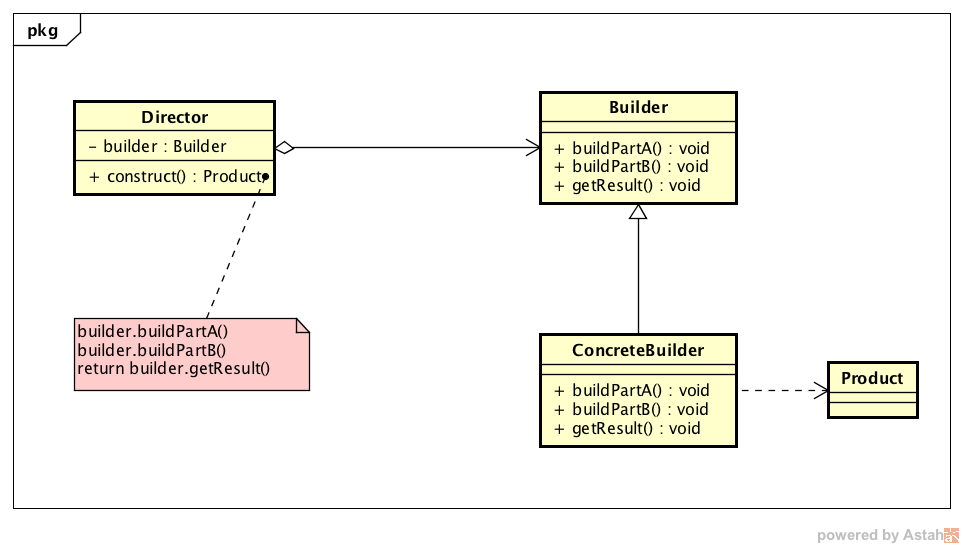 pkg
Director
- builder : Builder
+ construct() : Product
Builder
+ buildPartA() : void
+ buildPartB() : void
+ getResult() : void
builder.buildPartA()
builder.buildPartB()
return builder.getResult()
ConcreteBuilder
+ buildPartA() : void
+ buildPartB() : void
+ getResult() : void
Product
powered by Astah